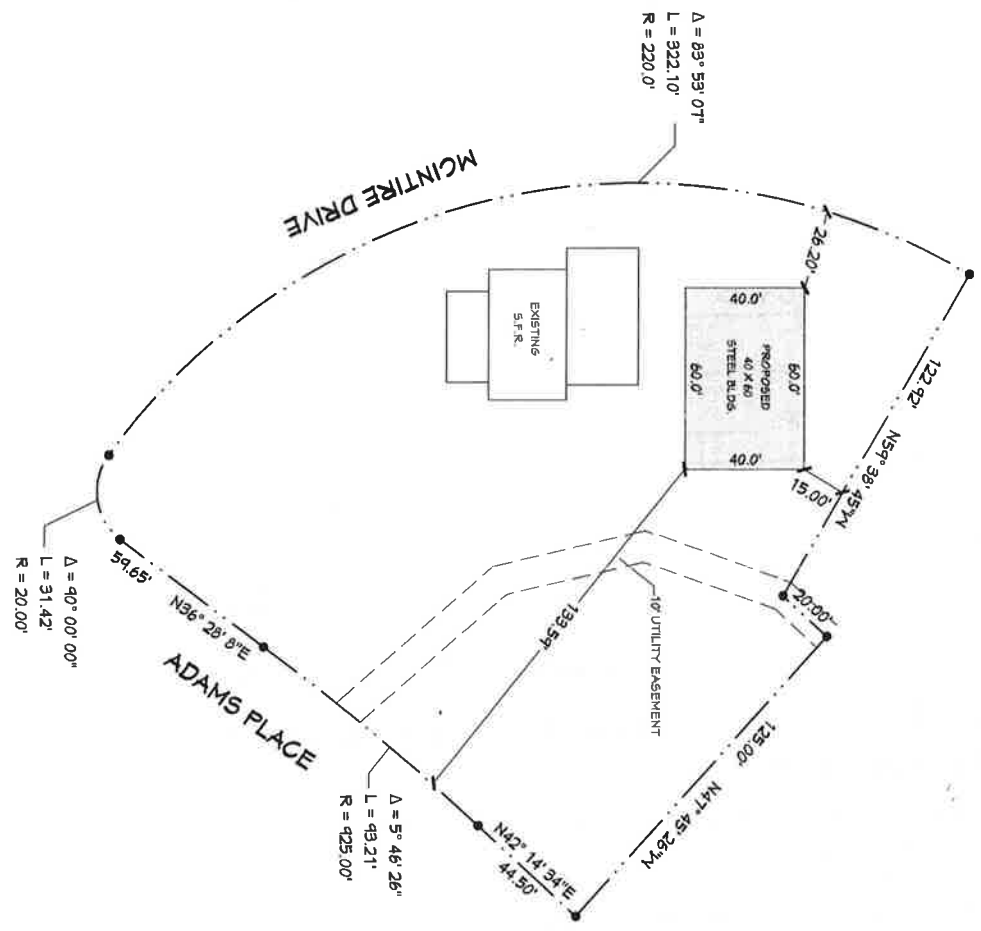 Δ = 83° 53' 07"
L = 322.10'
R = 220.0'
MCINTIRE DRIVE
26.20'
40.0'
60.0'
PROPOSED
40 X 60
STEEL BLDG.
60.0'
40.0'
EXISTING
S.F.R.
122.92' N59° 38' 45"W
15.00'
20.00'
10' UTILITY EASEMENT
133.59'
125.00' N47° 45' 26"W
59.65'
N36° 28' 8"E
ADAMS PLACE
Δ = 90° 00' 00"
L = 31.42'
R = 20.00'
Δ = 5° 46' 26"
L = 93.21'
R = 925.00'
N42° 14' 34"E
44.50'